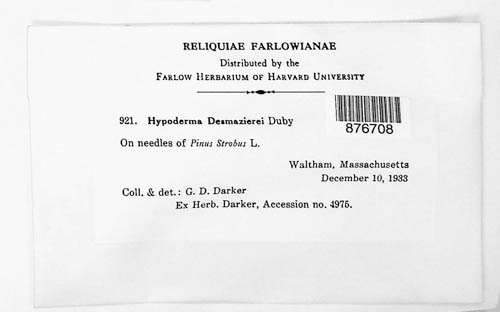 RELIQUIAE FARLOWIANAE
Distributed by the
FARLOW HERBARIUM OF HARVARD UNIVERSITY
921. Hypoderma Desmazierei Duby
876708
On needles of Pinus Strobus L.
Waltham, Massachusetts
December 10, 1933
Coll. & det.: G. D. Darker
Ex Herb. Darker, Accession no. 4975.